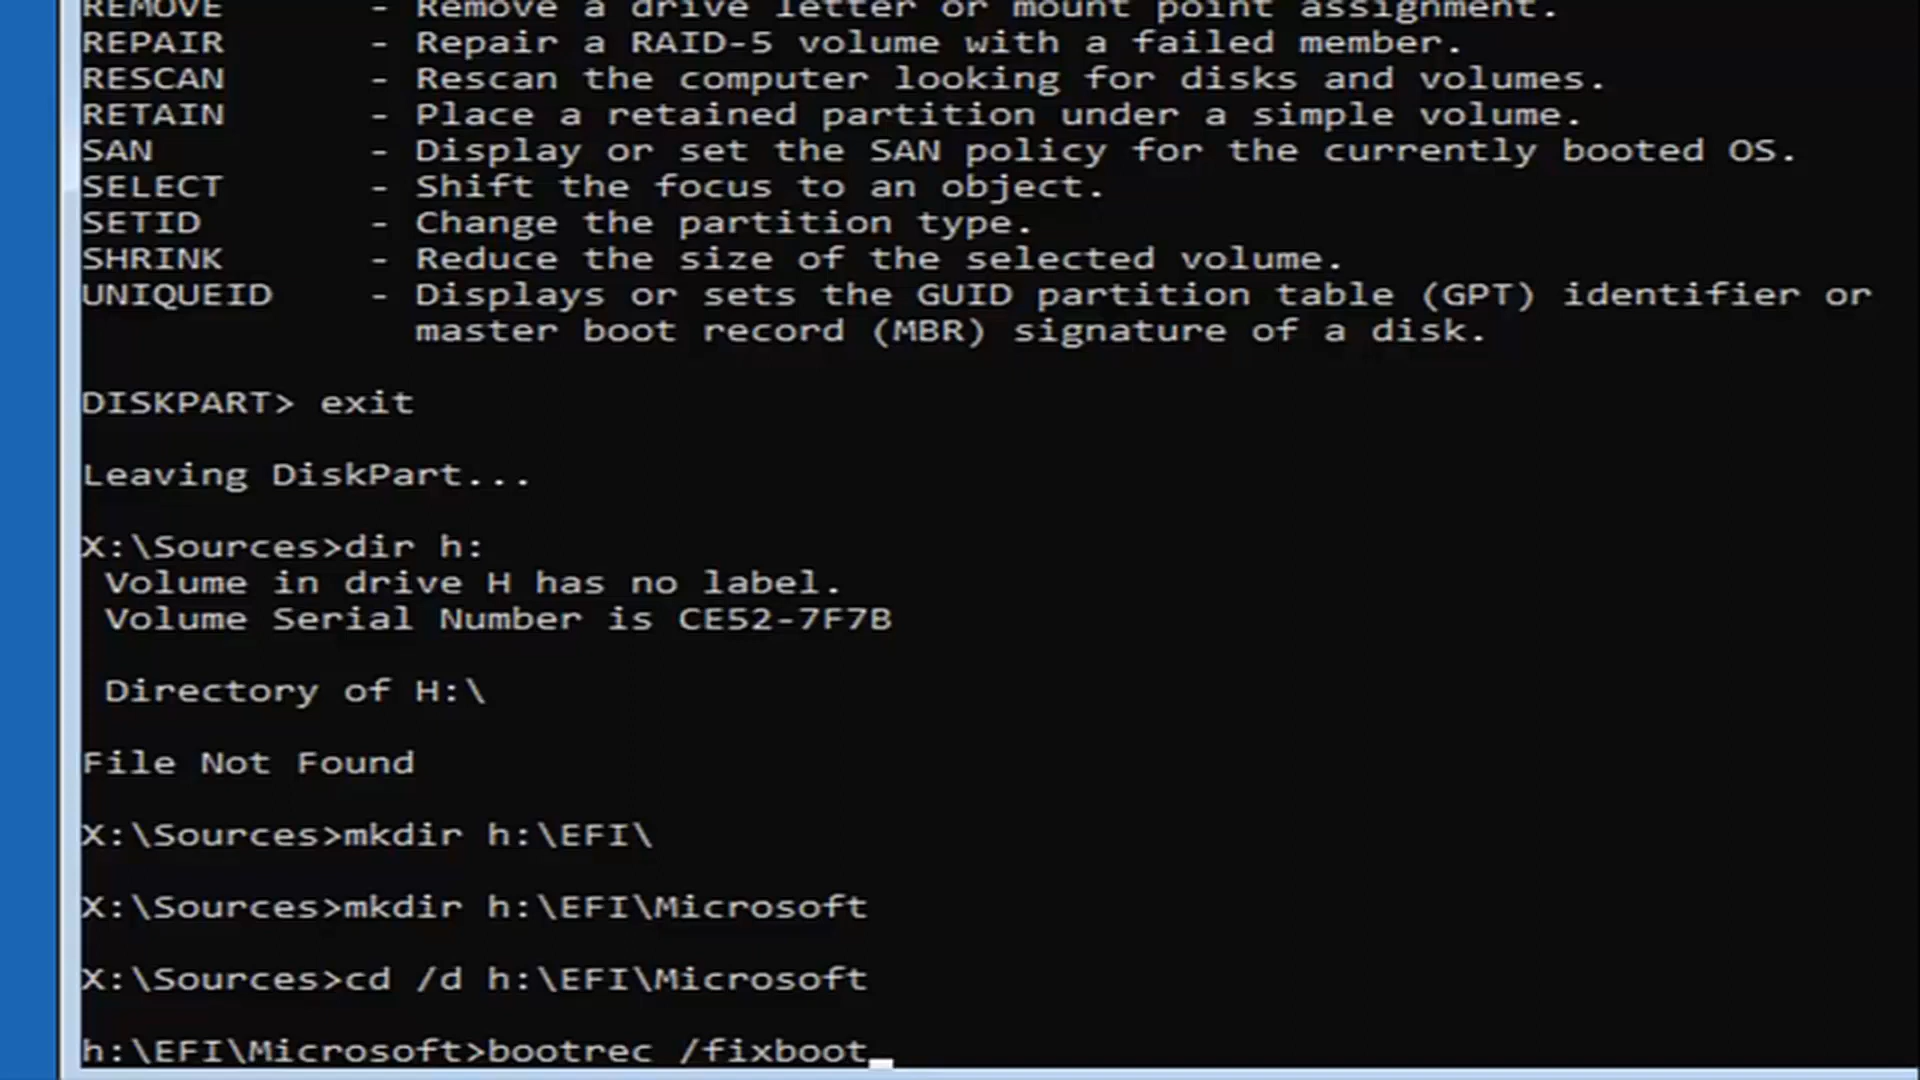 REMOVE - Remove a drive letter or mount point assignment.
REPAIR - Repair a RAID-5 volume with a failed member.
RESCAN - Rescan the computer looking for disks and volumes.
RETAIN - Place a retained partition under a simple volume.
SAN - Display or set the SAN policy for the currently booted OS.
SELECT - Shift the focus to an object.
SETID - Change the partition type.
SHRINK - Reduce the size of the selected volume.
UNIQUEID - Displays or sets the GUID partition table (GPT) identifier or
master boot record (MBR) signature of a disk.
DISKPART> exit
Leaving DiskPart...
X:\Sources>dir h:
Volume in drive H has no label.
Volume Serial Number is CE52-7F7B
Directory of H:\
File Not Found
X:\Sources>mkdir h:\EFI\
X:\Sources>mkdir h:\EFI\Microsoft
X:\Sources>cd /d h:\EFI\Microsoft
h:\EFI\Microsoft>bootrec /fixboot